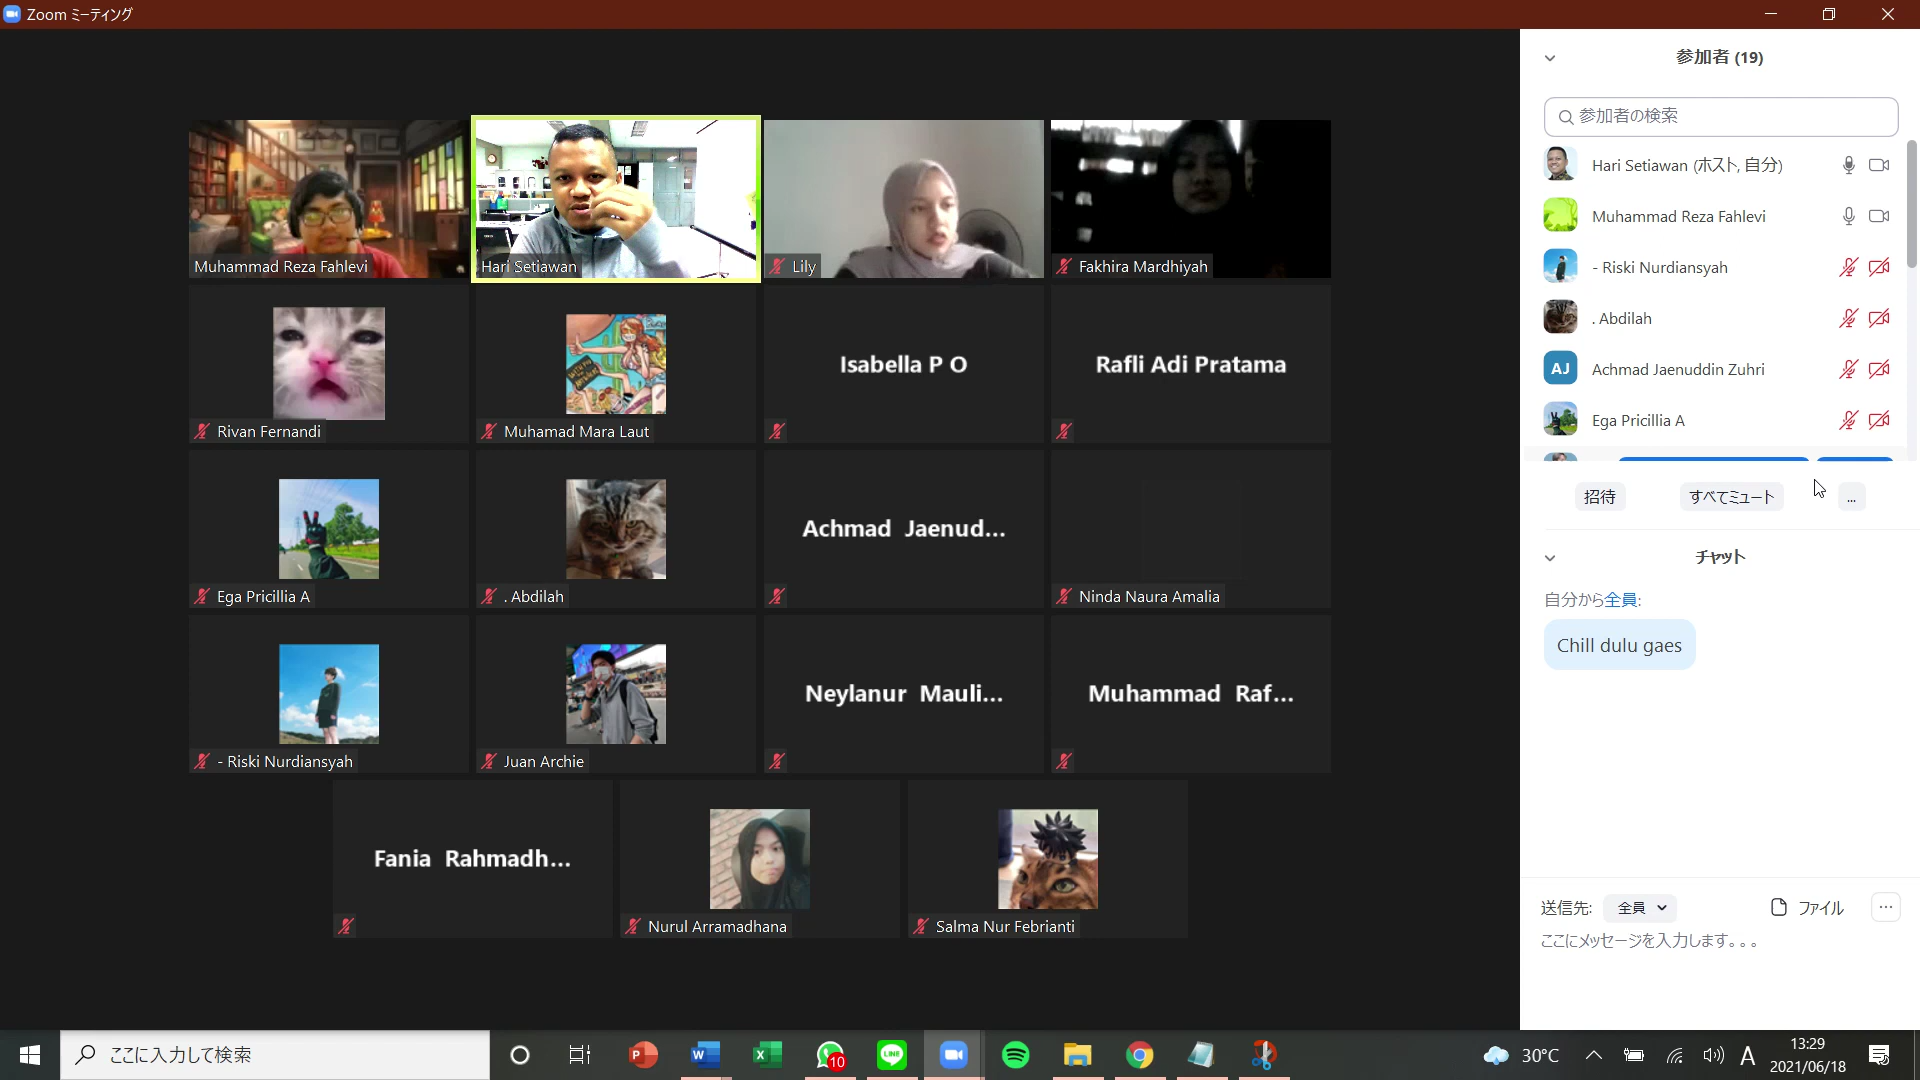 Zoom ミーティング
Muhammad Reza Fahlevi
Hari Setiawan
Lily
Fakhira Mardhiyah
Rivan Fernandi
Muhamad Mara Laut
Isabella P O
Rafli Adi Pratama
Ega Pricillia A
. Abdilah
Achmad Jaenud...
Ninda Naura Amalia
- Riski Nurdiansyah
Juan Archie
Neylanur Mauli...
Muhammad Raf...
Fania Rahmadh...
Nurul Arramadhana
Salma Nur Febrianti
参加者 (19)
参加者の検索
Hari Setiawan (ホスト, 自分)
Muhammad Reza Fahlevi
- Riski Nurdiansyah
. Abdilah
AJ Achmad Jaenuddin Zuhri
Ega Pricillia A
招待 すべてミュート ...
チャット
自分から全員:
Chill dulu gaes
送信先: 全員 ファイル ...
ここにメッセージを入力します。。。
ここに入力して検索
10
LINE
30°C
A
13:29
2021/06/18